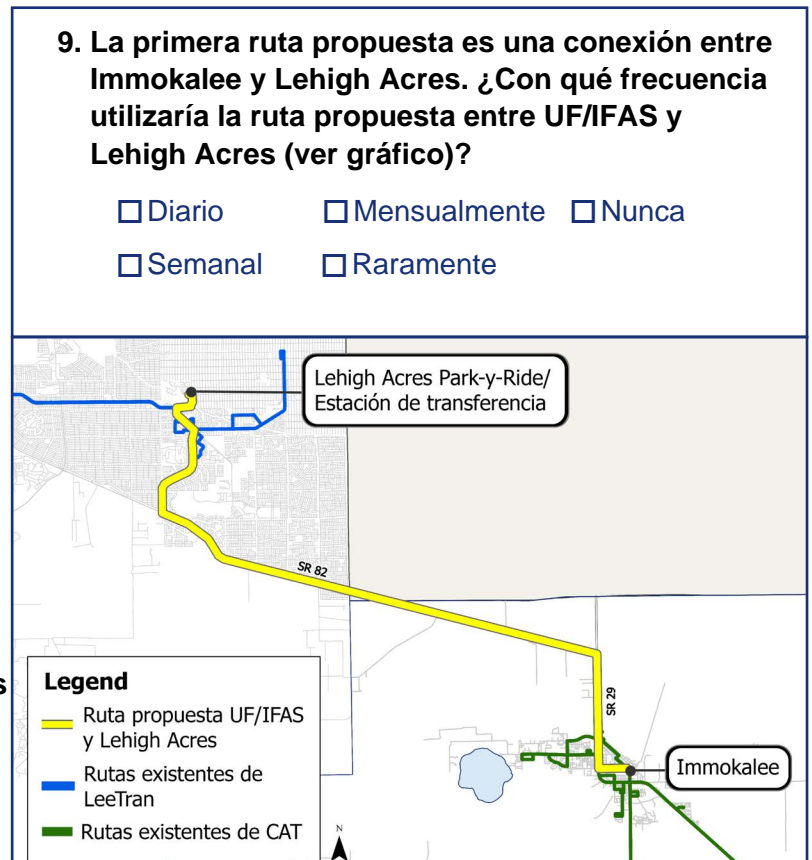 9. La primera ruta propuesta es una conexión entre
Immokalee y Lehigh Acres. ¿Con qué frecuencia
utilizaría la ruta propuesta entre UF/IFAS y
Lehigh Acres (ver gráfico)?
☐ Diario ☐ Mensualmente ☐ Nunca
☐ Semanal ☐ Raramente
Lehigh Acres Park-y-Ride/
Estación de transferencia
SR 82
SR 29
Immokalee
s
Legend
Ruta propuesta UF/IFAS
y Lehigh Acres
Rutas existentes de
LeeTran
Rutas existentes de CAT
N